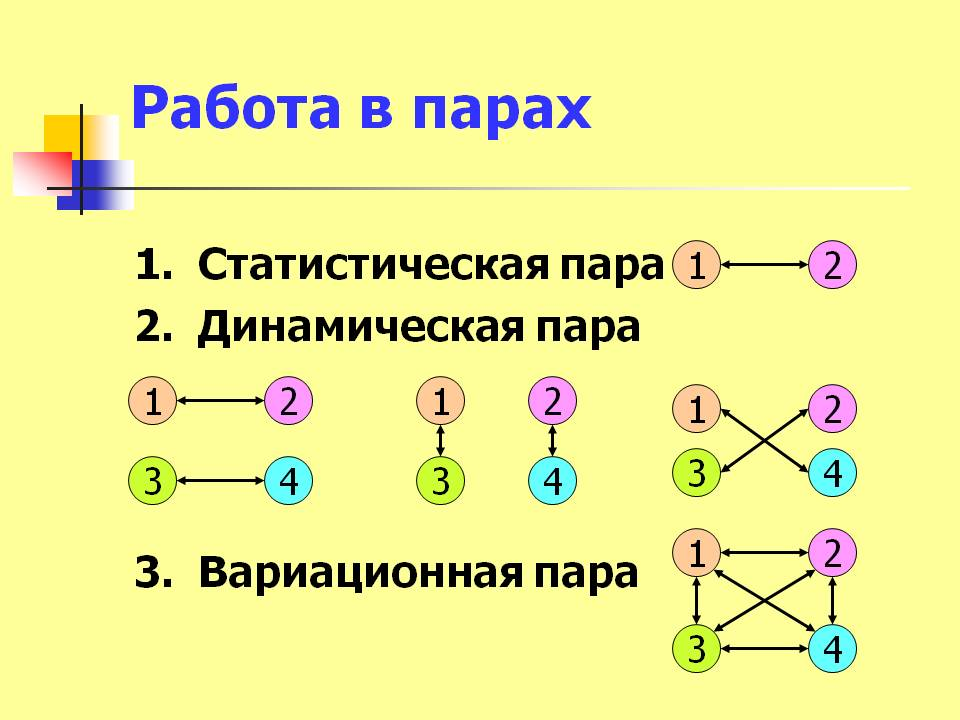 Работа в парах
1. Статистическая пара 1 2
2. Динамическая пара
1 2 1 2 1 2
3 4 3 4 3 4
3. Вариационная пара 1 2
3 4